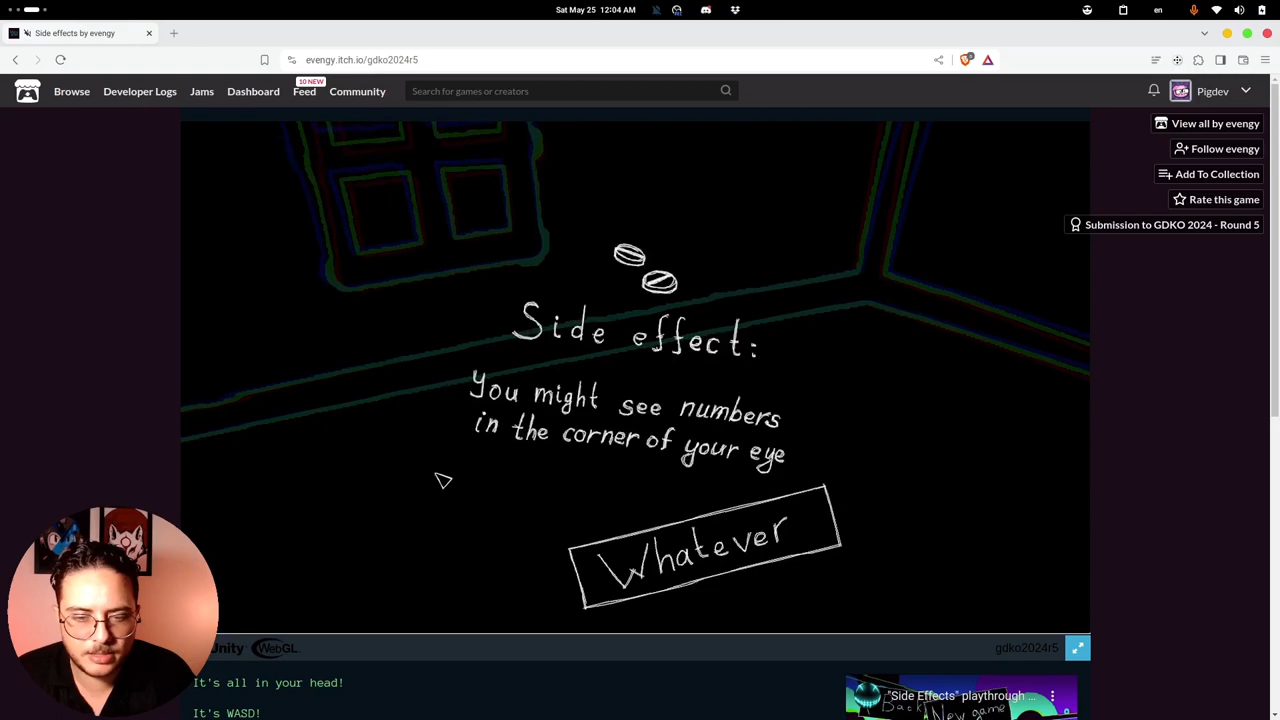 Sat May 25 12:04 AM
en
Side effects by evengy
evengy.itch.io/gdko2024r5
10 NEW
Browse Developer Logs Jams Dashboard Feed Community Search for games or creators Pigdev
View all by evengy
Follow evengy
Add To Collection
Rate this game
Submission to GDKO 2024 - Round 5
Side effect:
You might see numbers
in the corner of your eye
Whatever
Unity WebGL gdko2024r5
It's all in your head!
It's WASD!
"Side Effects" playthrough ...
Back New game